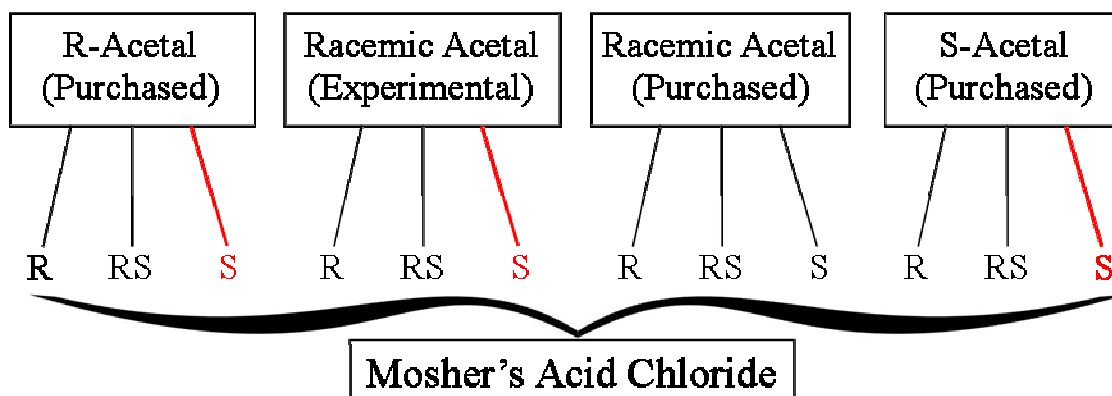 R-Acetal Racemic Acetal Racemic Acetal S-Acetal
(Purchased) (Experimental) (Purchased) (Purchased)
R RS S R RS S R RS S R RS S
Mosher's Acid Chloride